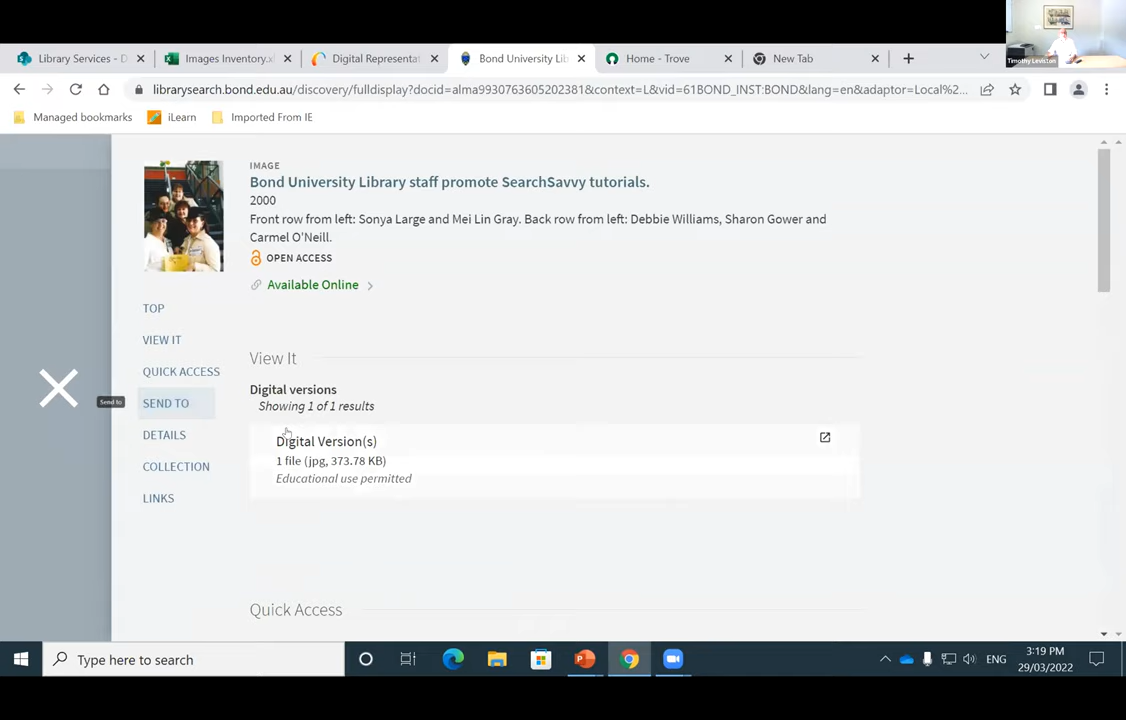 Timothy Leviston
Library Services - D
Images Inventory.xl
Digital Representat
Bond University Lib
Home - Trove
New Tab
librarysearch.bond.edu.au/discovery/fulldisplay?docid=alma9930763605202381&context=L&vid=61BOND_INST:BOND&lang=en&adaptor=Local%2...
Managed bookmarks
iLearn
Imported From IE
IMAGE
Bond University Library staff promote SearchSavvy tutorials.
2000
Front row from left: Sonya Large and Mei Lin Gray. Back row from left: Debbie Williams, Sharon Gower and
Carmel O'Neill.
OPEN ACCESS
Available Online
TOP
VIEW IT
QUICK ACCESS
Send to
SEND TO
DETAILS
COLLECTION
LINKS
View It
Digital versions
Showing 1 of 1 results
Digital Version(s)
1 file (jpg, 373.78 KB)
Educational use permitted
Quick Access
Type here to search
ENG
3:19 PM
29/03/2022